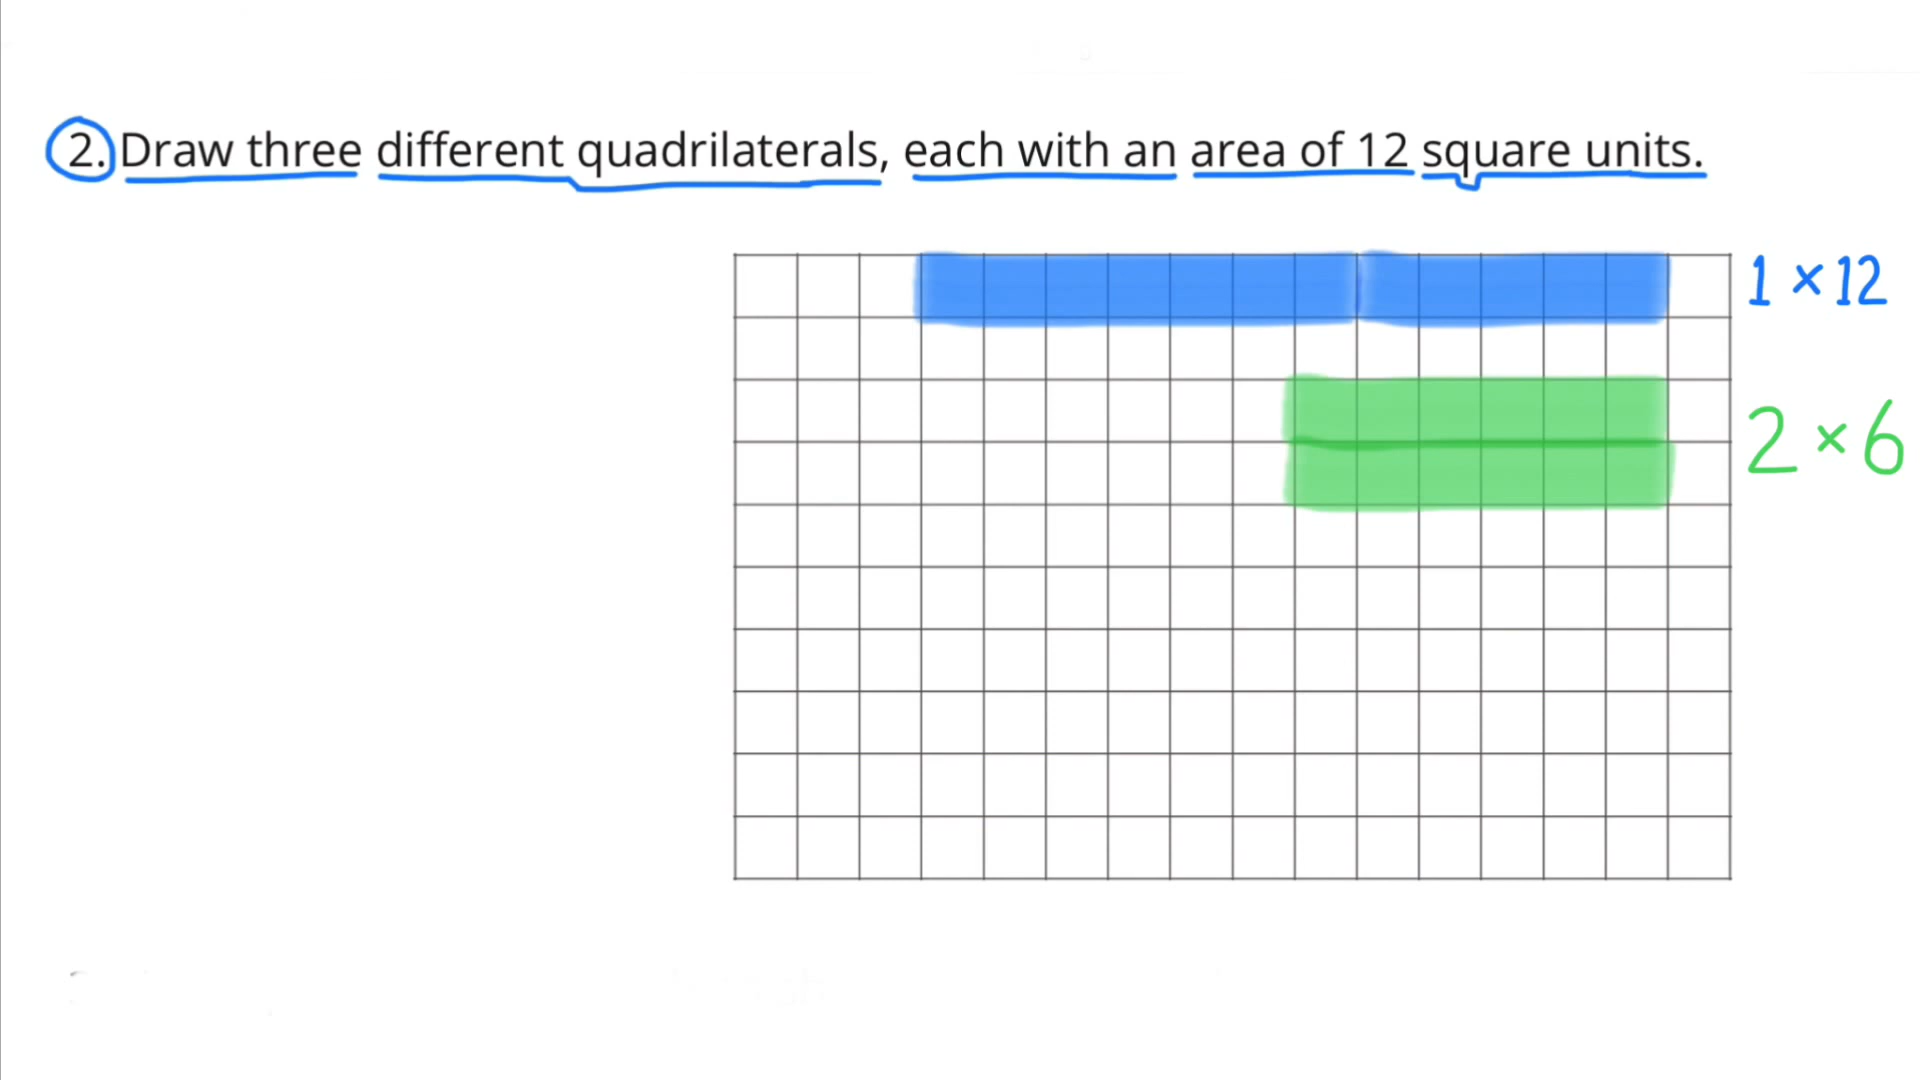 2. Draw three different quadrilaterals, each with an area of 12 square units.
1 × 12
2 × 6